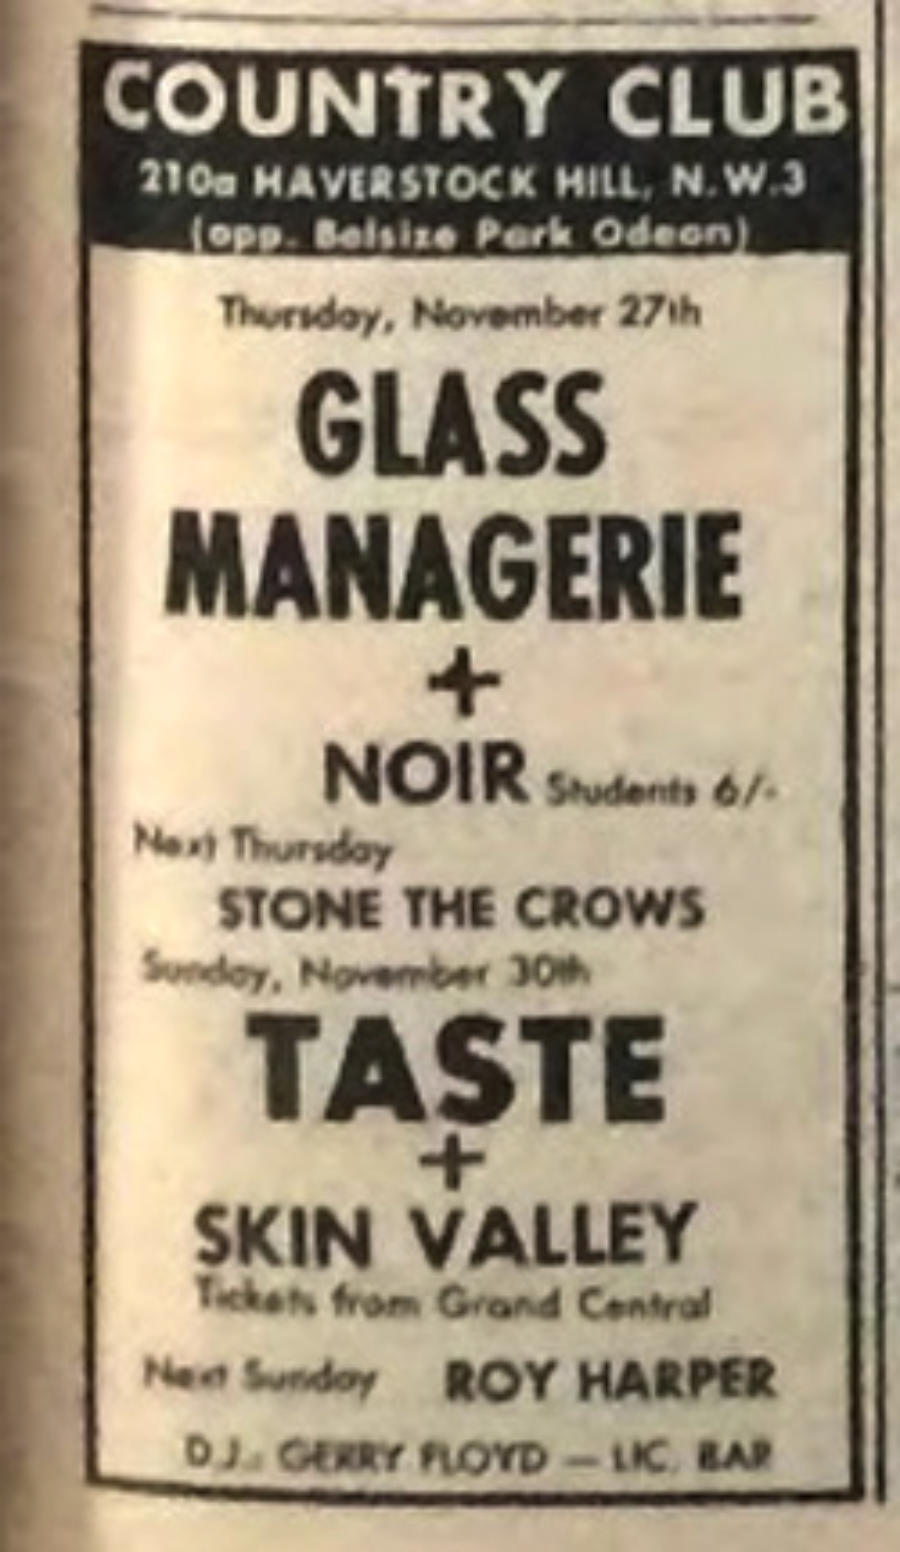 COUNTRY CLUB
210a HAVERSTOCK HILL, N.W.3
(opp. Belsize Park Odeon)
Thursday, November 27th
GLASS
MANAGERIE
+
NOIR Students 6/-
Next Thursday
STONE THE CROWS
Sunday, November 30th
TASTE
+
SKIN VALLEY
Tickets from Grand Central
Next Sunday ROY HARPER
D.J.: GERRY FLOYD — LIC. BAR